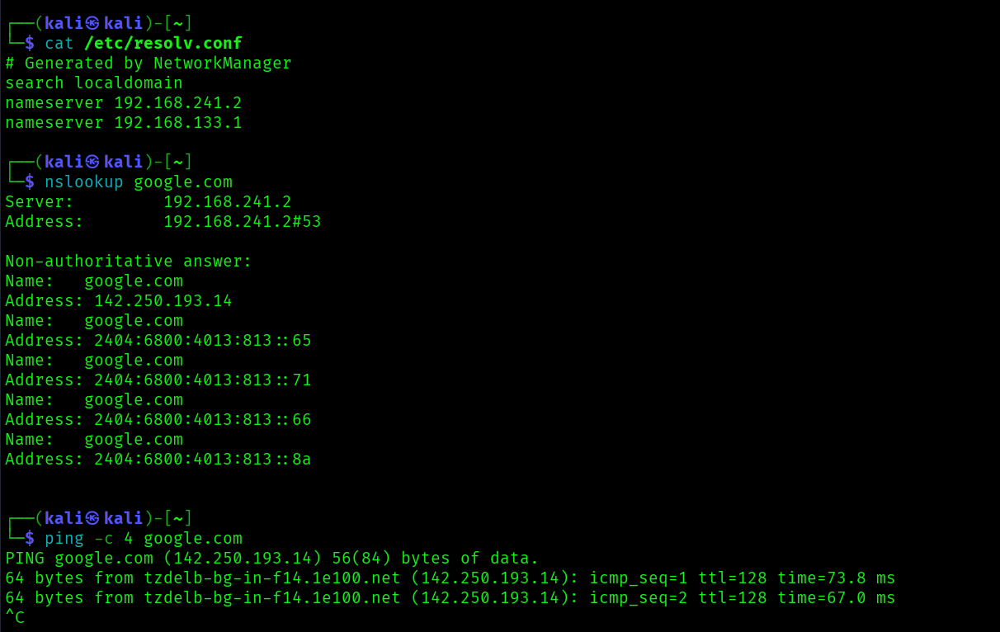 ┌──(kali㉿kali)-[~]
└─$ cat /etc/resolv.conf
# Generated by NetworkManager
search localdomain
nameserver 192.168.241.2
nameserver 192.168.133.1
┌──(kali㉿kali)-[~]
└─$ nslookup google.com
Server:         192.168.241.2
Address:        192.168.241.2#53
Non-authoritative answer:
Name:   google.com
Address: 142.250.193.14
Name:   google.com
Address: 2404:6800:4013:813::65
Name:   google.com
Address: 2404:6800:4013:813::71
Name:   google.com
Address: 2404:6800:4013:813::66
Name:   google.com
Address: 2404:6800:4013:813::8a
┌──(kali㉿kali)-[~]
└─$ ping -c 4 google.com
PING google.com (142.250.193.14) 56(84) bytes of data.
64 bytes from tzdelb-bg-in-f14.1e100.net (142.250.193.14): icmp_seq=1 ttl=128 time=73.8 ms
64 bytes from tzdelb-bg-in-f14.1e100.net (142.250.193.14): icmp_seq=2 ttl=128 time=67.0 ms
^C